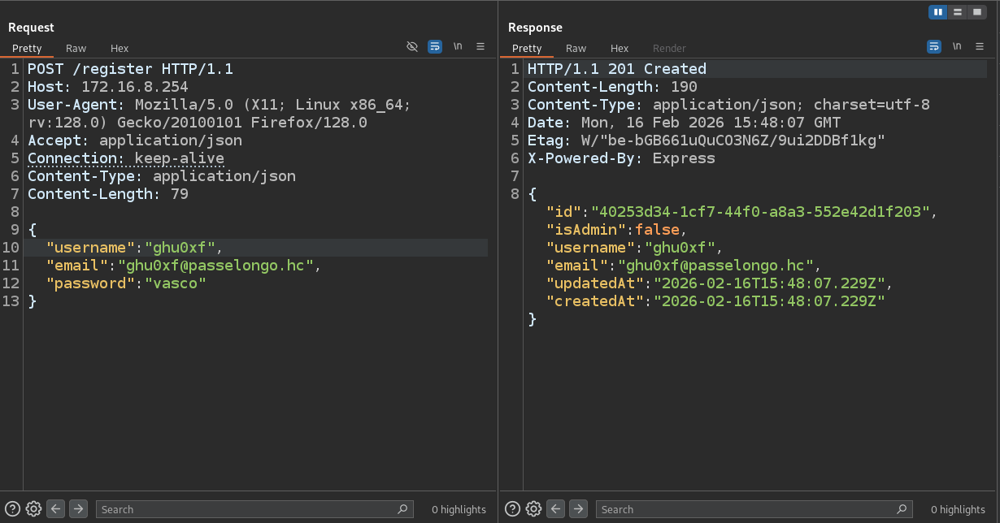 Request
Pretty Raw Hex
\n
1 POST /register HTTP/1.1
2 Host: 172.16.8.254
3 User-Agent: Mozilla/5.0 (X11; Linux x86_64;
rv:128.0) Gecko/20100101 Firefox/128.0
4 Accept: application/json
5 Connection: keep-alive
6 Content-Type: application/json
7 Content-Length: 79
8
9 {
10 "username":"ghu0xf",
11 "email":"ghu0xf@passelongo.hc",
12 "password":"vasco"
13 }
Search
0 highlights
Response
Pretty Raw Hex Render
\n
1 HTTP/1.1 201 Created
2 Content-Length: 190
3 Content-Type: application/json; charset=utf-8
4 Date: Mon, 16 Feb 2026 15:48:07 GMT
5 Etag: W/"be-bGB661uQuCO3N6Z/9ui2DDBf1kg"
6 X-Powered-By: Express
7
8 {
"id":"40253d34-1cf7-44f0-a8a3-552e42d1f203",
"isAdmin":false,
"username":"ghu0xf",
"email":"ghu0xf@passelongo.hc",
"updatedAt":"2026-02-16T15:48:07.229Z",
"createdAt":"2026-02-16T15:48:07.229Z"
}
Search
0 highlights